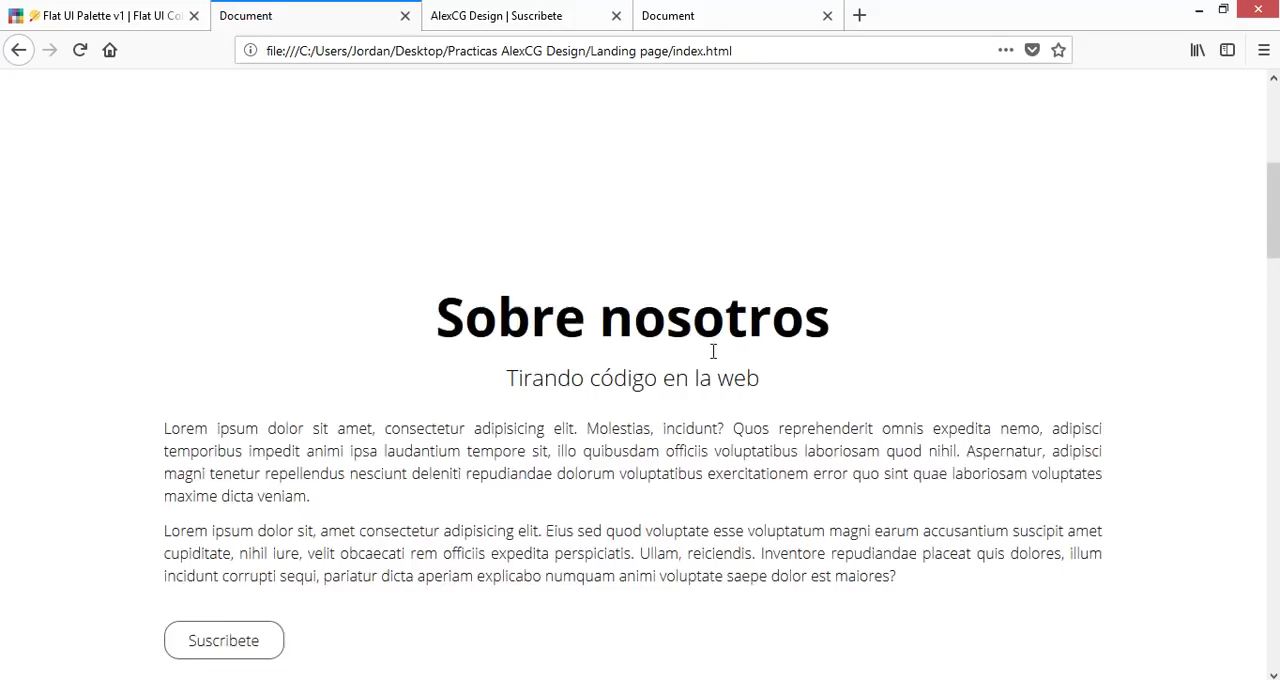 Flat UI Palette v1 | Flat UI Co
Document
AlexCG Design | Suscribete
Document
file:///C:/Users/Jordan/Desktop/Practicas AlexCG Design/Landing page/index.html
Sobre nosotros
Tirando código en la web
Lorem ipsum dolor sit amet, consectetur adipisicing elit. Molestias, incidunt? Quos reprehenderit omnis expedita nemo, adipisci
temporibus impedit animi ipsa laudantium tempore sit, illo quibusdam officiis voluptatibus laboriosam quod nihil. Aspernatur, adipisci
magni tenetur repellendus nesciunt deleniti repudiandae dolorum voluptatibus exercitationem error quo sint quae laboriosam voluptates
maxime dicta veniam.
Lorem ipsum dolor sit, amet consectetur adipisicing elit. Eius sed quod voluptate esse voluptatum magni earum accusantium suscipit amet
cupiditate, nihil iure, velit obcaecati rem officiis expedita perspiciatis. Ullam, reiciendis. Inventore repudiandae placeat quis dolores, illum
incidunt corrupti sequi, pariatur dicta aperiam explicabo numquam animi voluptate saepe dolor est maiores?
Suscribete